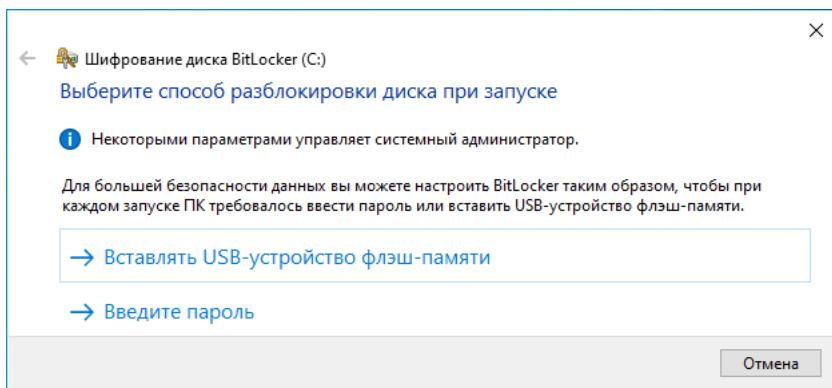 Шифрование диска BitLocker (C:)
Выберите способ разблокировки диска при запуске
Некоторыми параметрами управляет системный администратор.
Для большей безопасности данных вы можете настроить BitLocker таким образом, чтобы при
каждом запуске ПК требовалось ввести пароль или вставить USB-устройство флэш-памяти.
Вставлять USB-устройство флэш-памяти
Введите пароль
Отмена